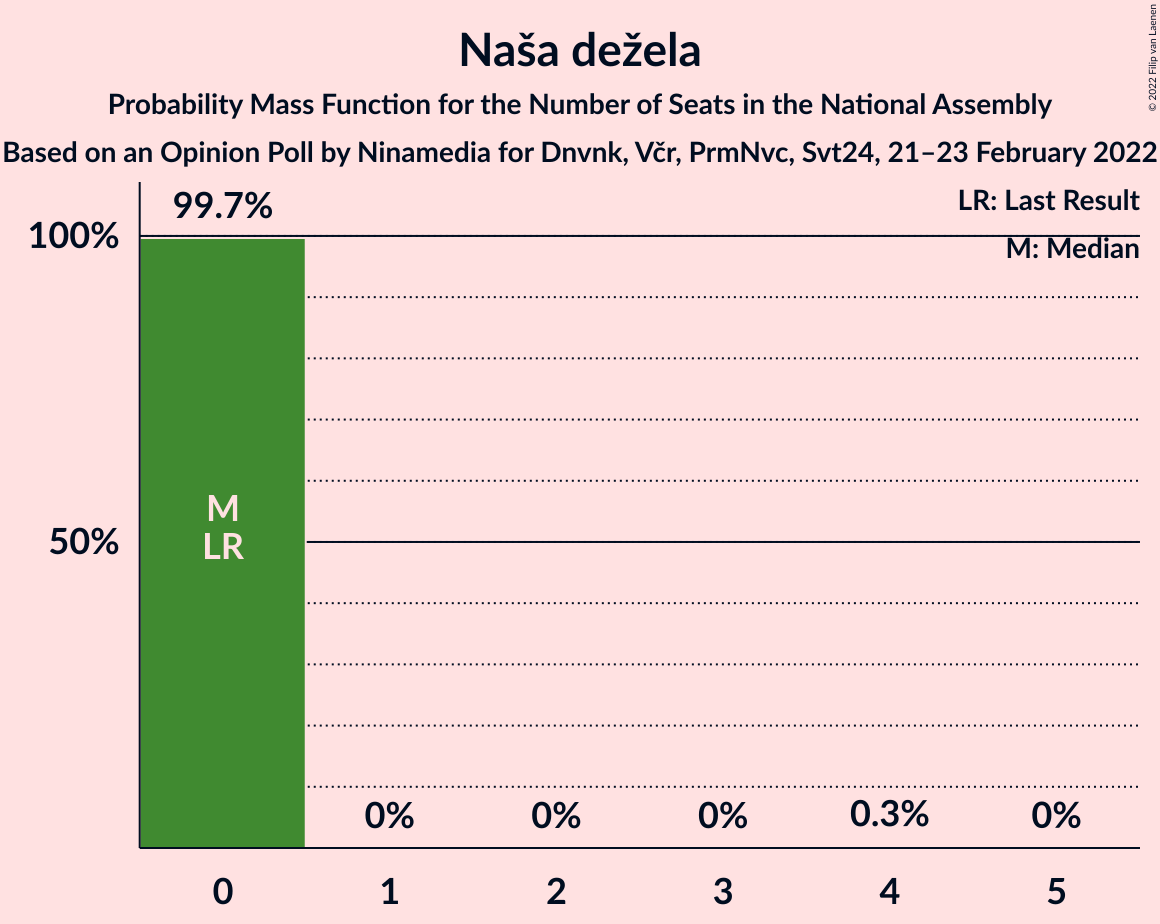 Naša dežela
Probability Mass Function for the Number of Seats in the National Assembly
Based on an Opinion Poll by Ninamedia for Dnvnk, Včr, PrmNvc, Svt24, 21–23 February 2022
© 2022 Filip van Laenen
LR: Last Result
M: Median
99.7%
100%
50%
M
LR
0%
0%
0%
0.3%
0%
0
1
2
3
4
5